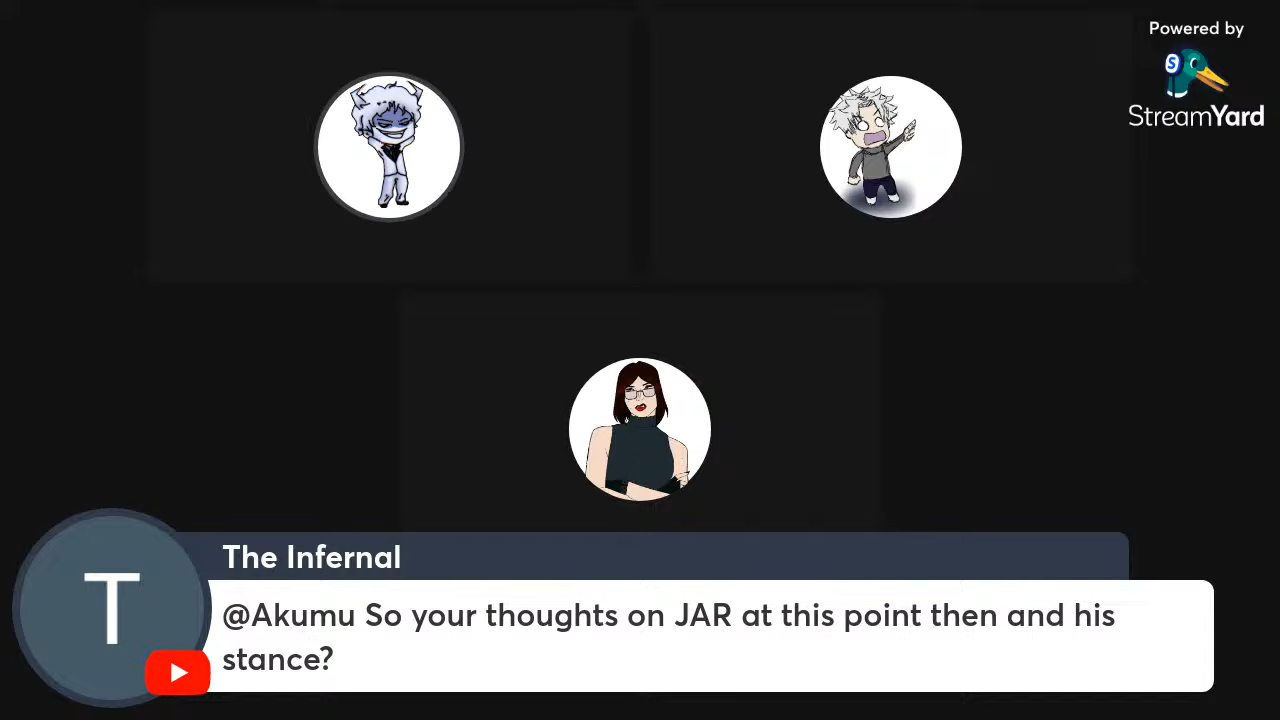 Powered by
S
StreamYard
T
The Infernal
@Akumu So your thoughts on JAR at this point then and his
stance?